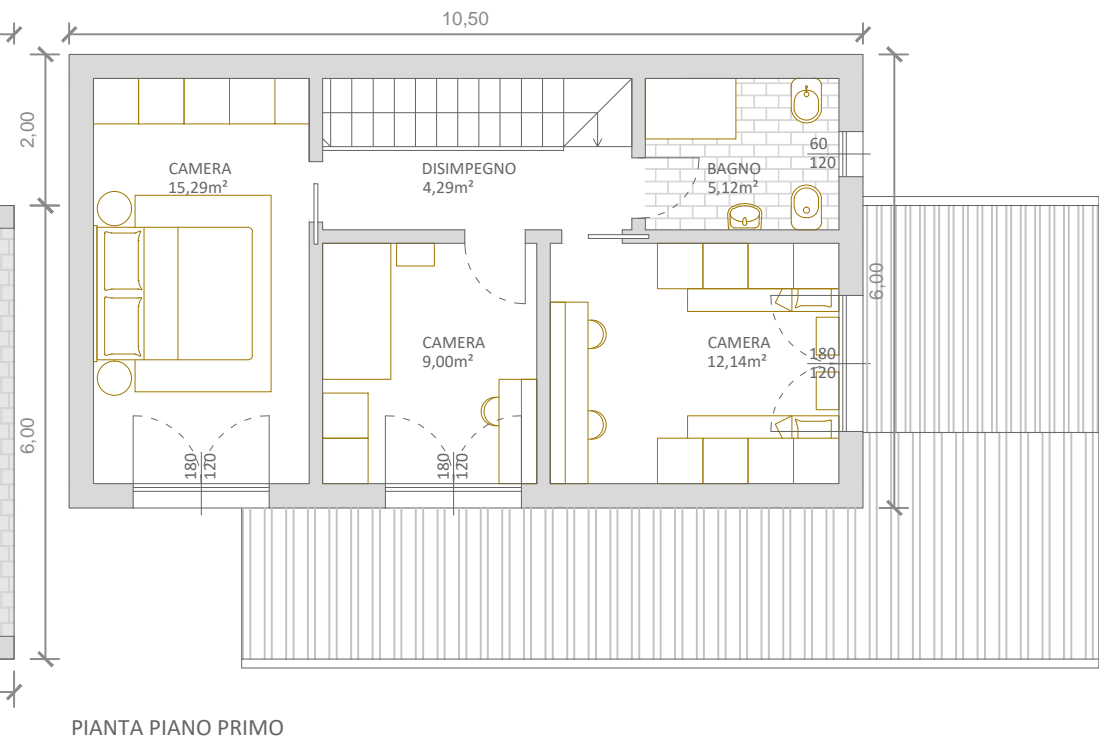 10,50
2,00
6,00
6,00
CAMERA
15,29m²
DISIMPEGNO
4,29m²
BAGNO
5,12m²
60
120
CAMERA
9,00m²
CAMERA
12,14m²
180
120
180
120
180
120
PIANTA PIANO PRIMO